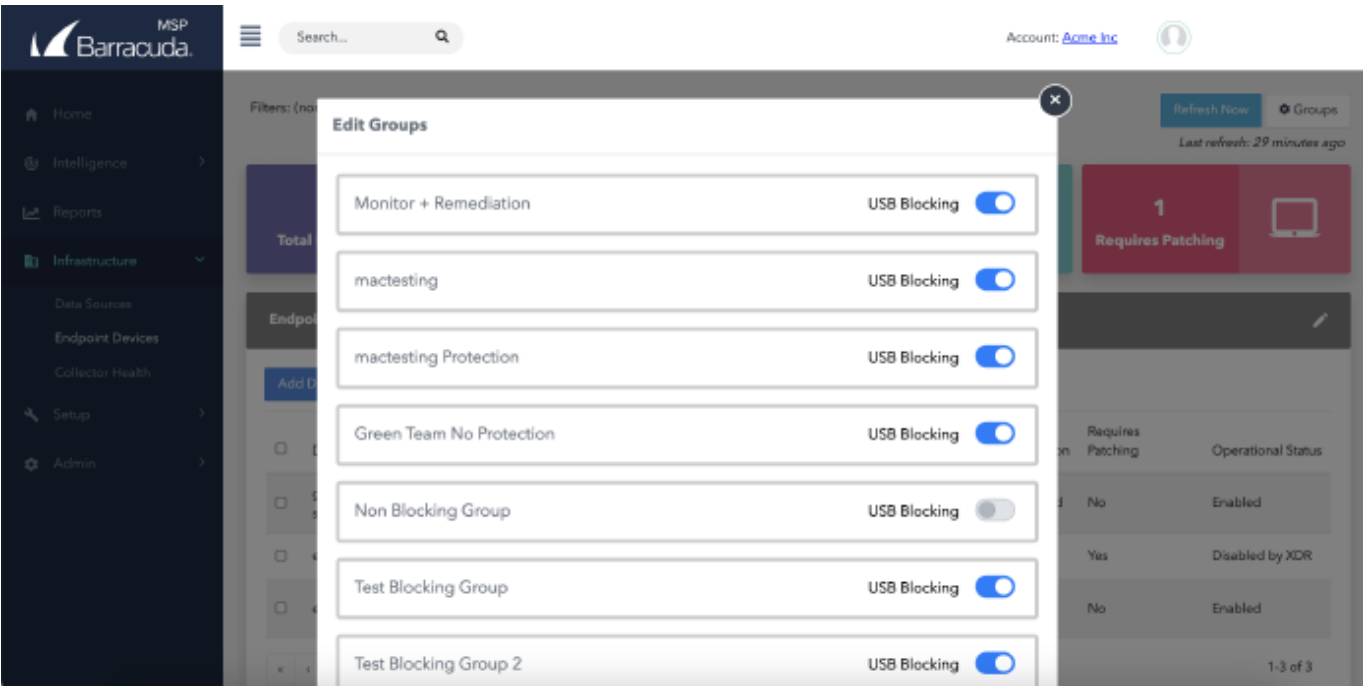 MSP
Barracuda.
Search...
Account: Acme Inc
Home
Intelligence
Reports
Infrastructure
Data Sources
Endpoint Devices
Collector Health
Setup
Admin
Filters:
Refresh Now
Groups
Last refresh: 29 minutes ago
Total
1
Requires Patching
Add
Requires
Patching
Operational Status
No
Enabled
Yes
Disabled by XDR
No
Enabled
1-3 of 3
Edit Groups
Monitor + Remediation
USB Blocking
mactesting
USB Blocking
mactesting Protection
USB Blocking
Green Team No Protection
USB Blocking
Non Blocking Group
USB Blocking
Test Blocking Group
USB Blocking
Test Blocking Group 2
USB Blocking